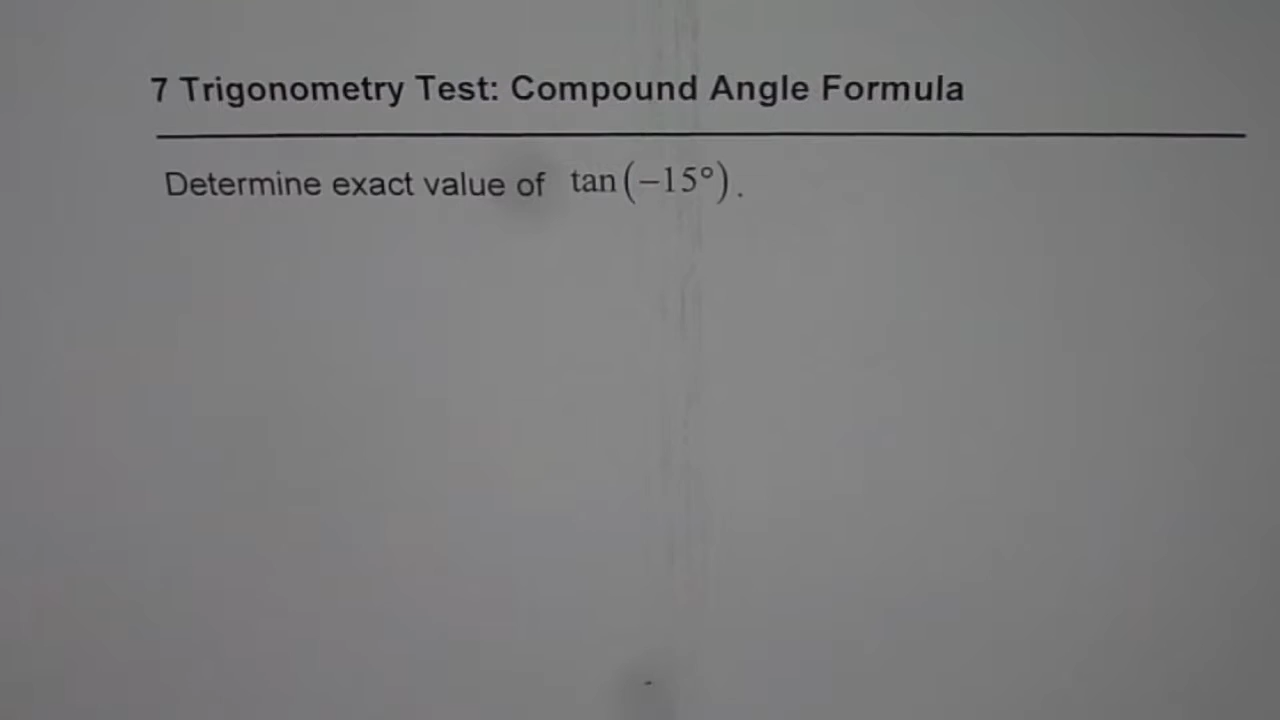 7 Trigonometry Test: Compound Angle Formula
Determine exact value of tan(−15°).